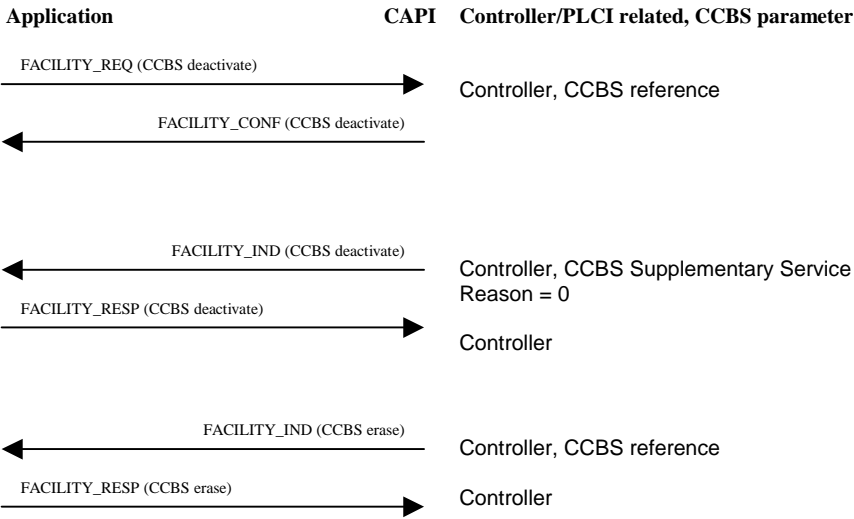 Application CAPI Controller/PLCI related, CCBS parameter
FACILITY_REQ (CCBS deactivate)
Controller, CCBS reference
FACILITY_CONF (CCBS deactivate)
FACILITY_IND (CCBS deactivate)
Controller, CCBS Supplementary Service
Reason = 0
FACILITY_RESP (CCBS deactivate)
Controller
FACILITY_IND (CCBS erase)
Controller, CCBS reference
FACILITY_RESP (CCBS erase)
Controller